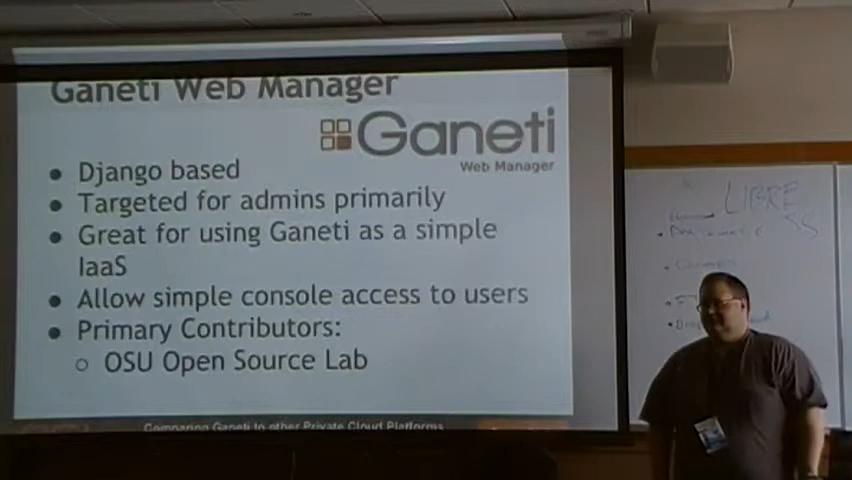 Ganeti Web Manager
Ganeti
Web Manager
● Django based
● Targeted for admins primarily
● Great for using Ganeti as a simple
IaaS
● Allow simple console access to users
● Primary Contributors:
○ OSU Open Source Lab
Comparing Ganeti to other Private Cloud Platforms
LIBRE